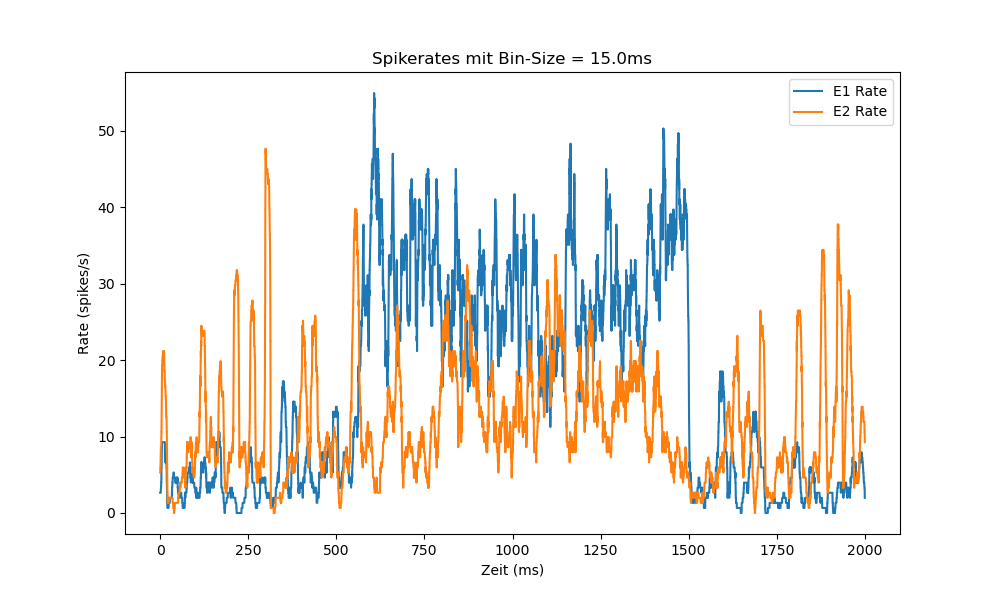 Spikerates mit Bin-Size = 15.0ms
E1 Rate
E2 Rate
Rate (spikes/s)
50
40
30
20
10
0
0 250 500 750 1000 1250 1500 1750 2000
Zeit (ms)